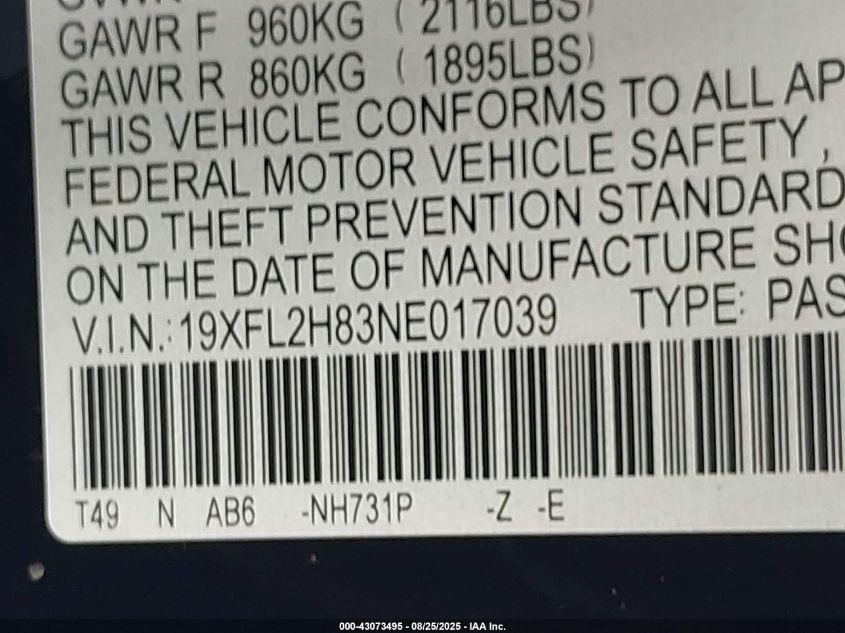 GAWR F 960KG ( 2116LBS)
GAWR R 860KG ( 1895LBS)
THIS VEHICLE CONFORMS TO ALL AP
FEDERAL MOTOR VEHICLE SAFETY ,
AND THEFT PREVENTION STANDARD
ON THE DATE OF MANUFACTURE SHO
V.I.N.: 19XFL2H83NE017039 TYPE: PAS
T49 N AB6 -NH731P -Z -E
000-43073495 - 08/25/2025 - IAA Inc.